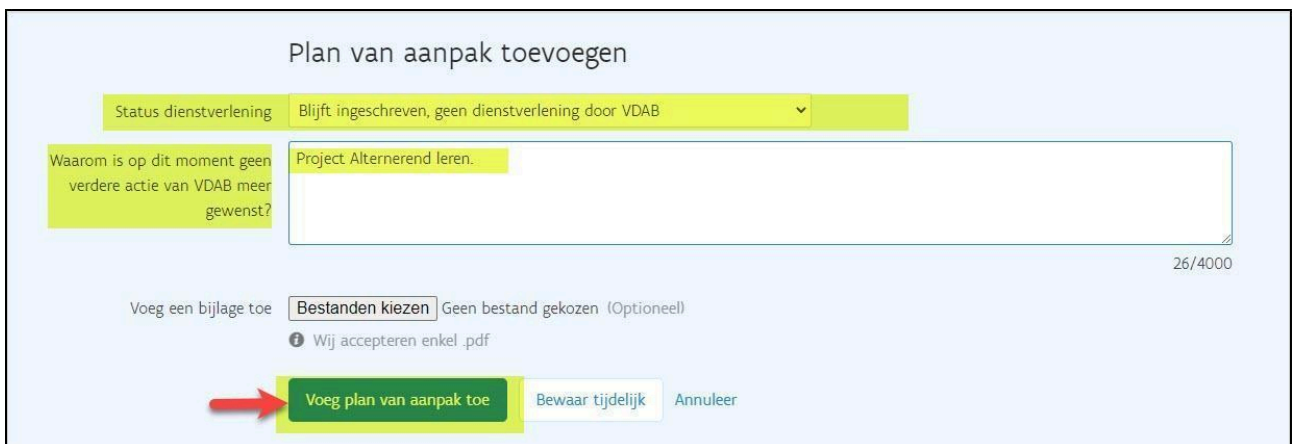 Plan van aanpak toevoegen
Status dienstverlening Blijft ingeschreven, geen dienstverlening door VDAB
Waarom is op dit moment geen
verdere actie van VDAB meer
gewenst?
Project Alternerend leren.
26/4000
Voeg een bijlage toe Bestanden kiezen Geen bestand gekozen (Optioneel)
Wij accepteren enkel .pdf
Voeg plan van aanpak toe Bewaar tijdelijk Annuleer